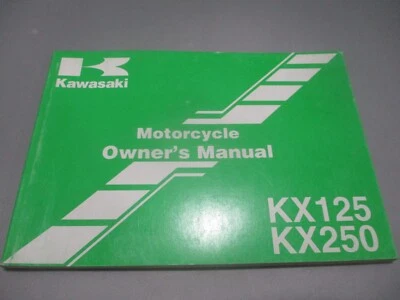 Kawasaki
Motorcycle
Owner's Manual
KX125
KX250